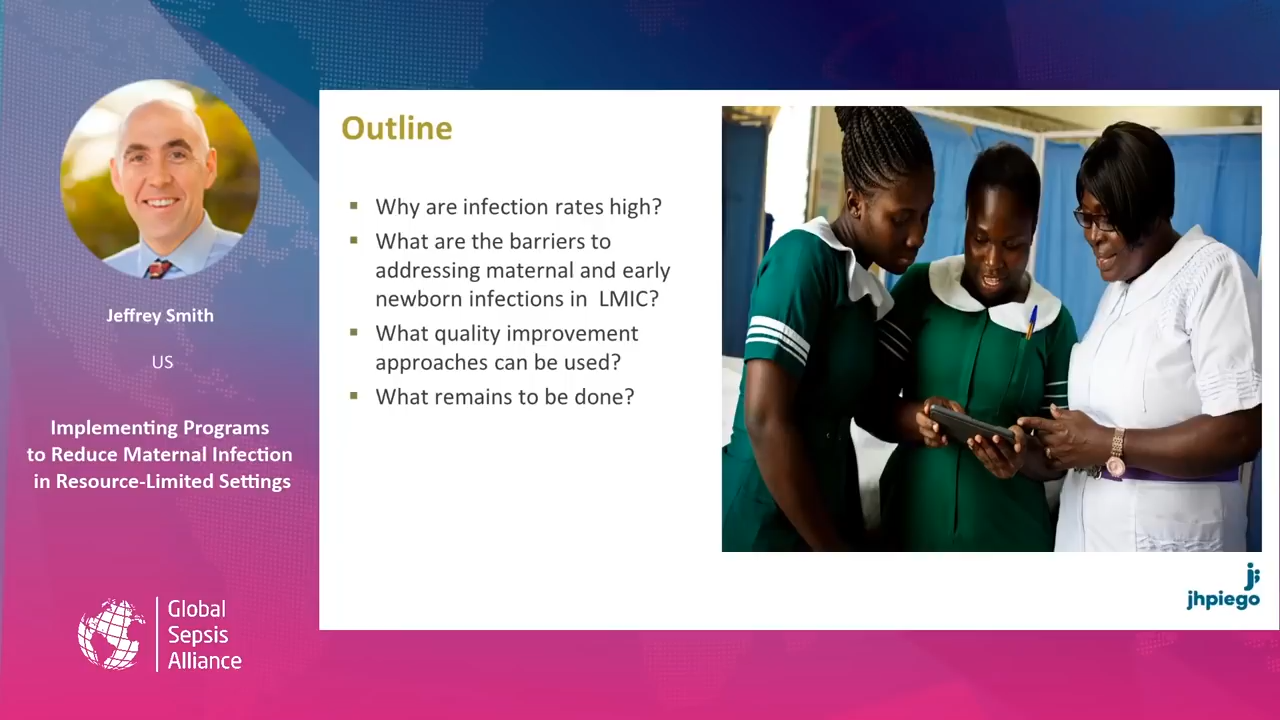 Jeffrey Smith
US
Implementing Programs
to Reduce Maternal Infection
in Resource-Limited Settings
Global
Sepsis
Alliance
Outline
▪ Why are infection rates high?
▪ What are the barriers to
addressing maternal and early
newborn infections in LMIC?
▪ What quality improvement
approaches can be used?
▪ What remains to be done?
jhpiego